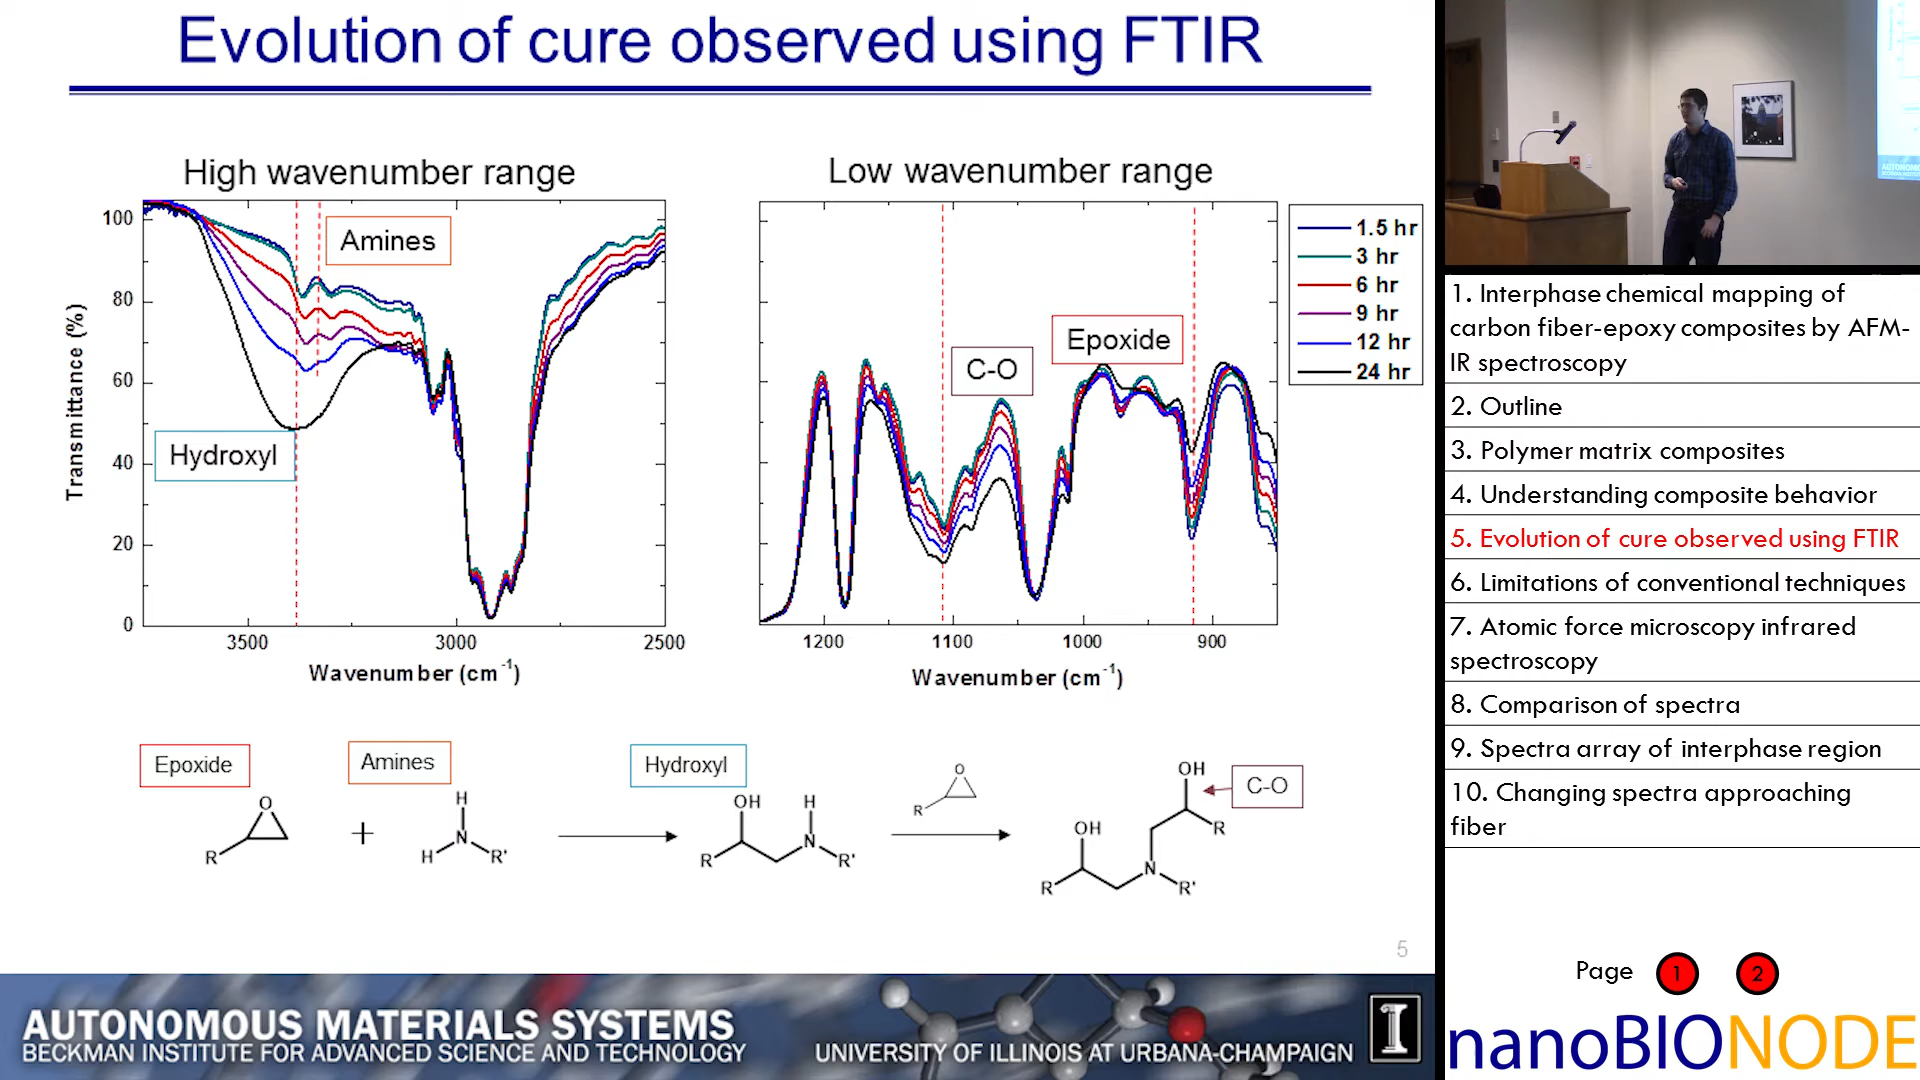 Evolution of cure observed using FTIR
High wavenumber range
Low wavenumber range
100
80
60
40
20
0
Transmittance (%)
Amines
Hydroxyl
3500
3000
2500
Wavenumber (cm-1)
C-O
Epoxide
1200
1100
1000
900
Wavenumber (cm-1)
1.5 hr
3 hr
6 hr
9 hr
12 hr
24 hr
Epoxide
Amines
Hydroxyl
C-O
O
R
+
H
H
N
R'
OH
H
R
N
R'
O
R
OH
R
OH
R
N
R'
5
AUTONOMOUS MATERIALS SYSTEMS
BECKMAN INSTITUTE FOR ADVANCED SCIENCE AND TECHNOLOGY
UNIVERSITY OF ILLINOIS AT URBANA-CHAMPAIGN
I
1. Interphase chemical mapping of
carbon fiber-epoxy composites by AFM-
IR spectroscopy
2. Outline
3. Polymer matrix composites
4. Understanding composite behavior
5. Evolution of cure observed using FTIR
6. Limitations of conventional techniques
7. Atomic force microscopy infrared
spectroscopy
8. Comparison of spectra
9. Spectra array of interphase region
10. Changing spectra approaching
fiber
Page 1 2
nanoBIONODE